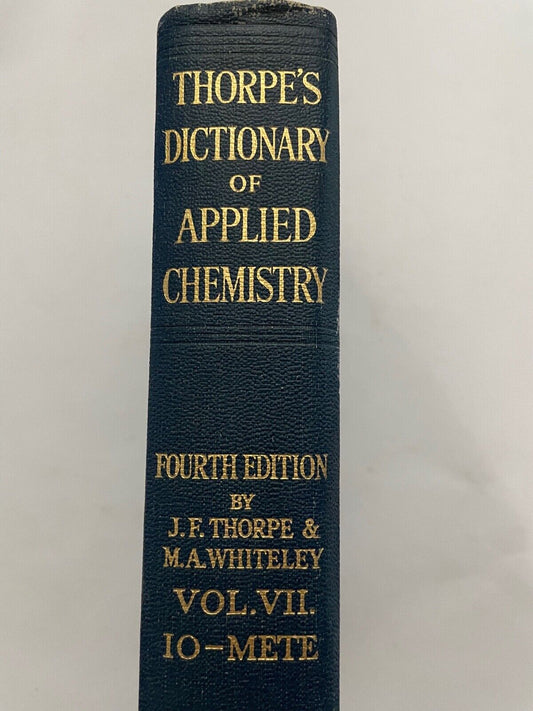 THORPE'S
DICTIONARY
OF
APPLIED
CHEMISTRY
FOURTH EDITION
BY
J.F. THORPE &
M.A. WHITELEY
VOL. VII.
IO-METE